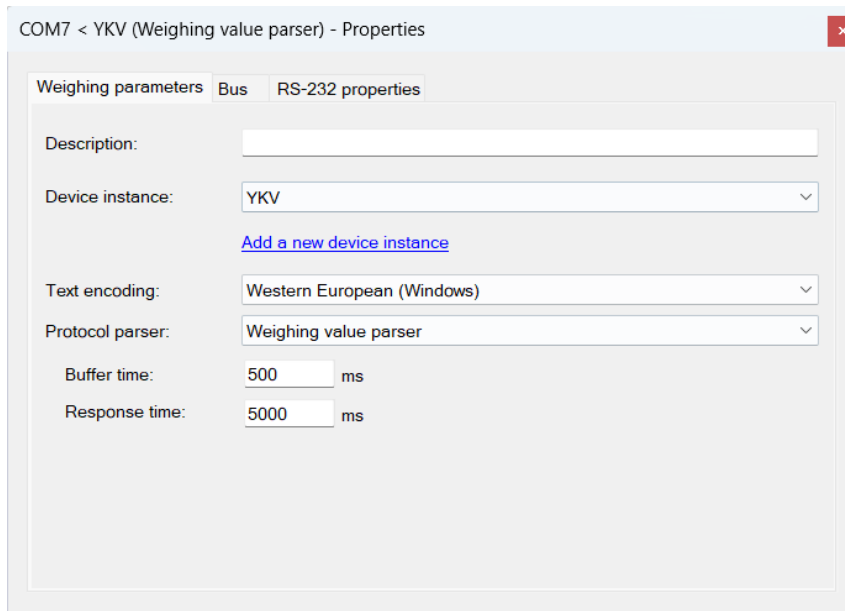 COM7 < YKV (Weighing value parser) - Properties
Weighing parameters Bus RS-232 properties
Description:
Device instance: YKV
Add a new device instance
Text encoding: Western European (Windows)
Protocol parser: Weighing value parser
Buffer time: 500 ms
Response time: 5000 ms